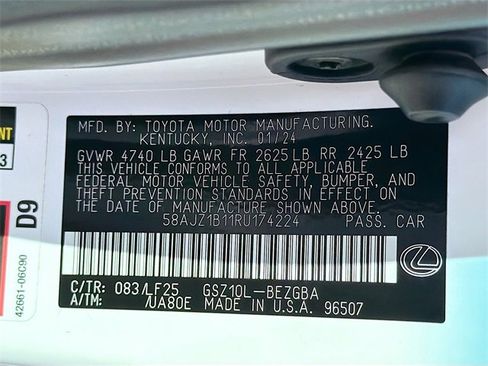 MFD. BY: TOYOTA MOTOR MANUFACTURING.
KENTUCKY, INC. 01/24
GVWR 4740 LB GAWR FR 2625 LB RR 2425 LB
THIS VEHICLE CONFORMS TO ALL APPLICABLE
FEDERAL MOTOR VEHICLE SAFETY, BUMPER, AND
THEFT PREVENTION STANDARDS IN EFFECT ON
THE DATE OF MANUFACTURE SHOWN ABOVE.
58AJZ1B11RU174224 PASS. CAR
C/TR: 083/LF25 GSZ10L-BEZGBA
A/TM: /UA80E MADE IN U.S.A. 96507
D9
42661-06C90
3